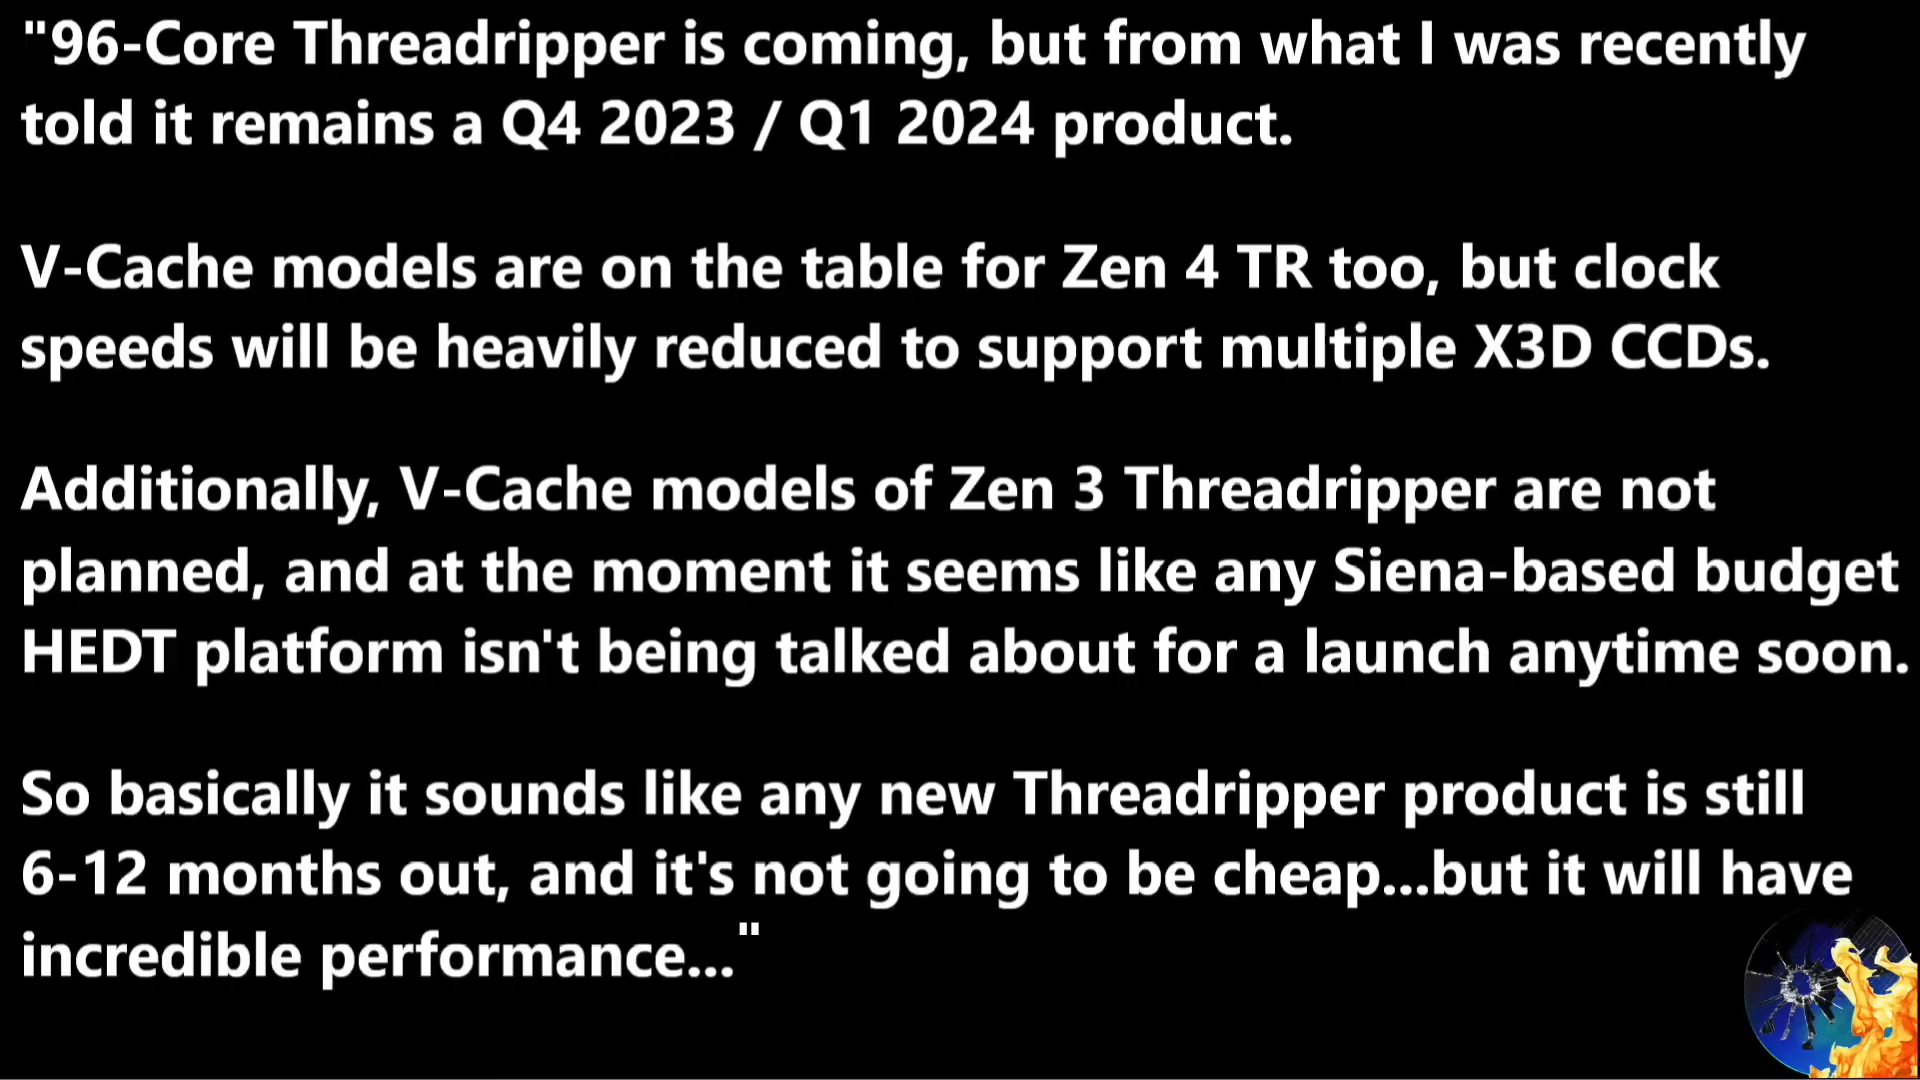 "96-Core Threadripper is coming, but from what I was recently
told it remains a Q4 2023 / Q1 2024 product.
V-Cache models are on the table for Zen 4 TR too, but clock
speeds will be heavily reduced to support multiple X3D CCDs.
Additionally, V-Cache models of Zen 3 Threadripper are not
planned, and at the moment it seems like any Siena-based budget
HEDT platform isn't being talked about for a launch anytime soon.
So basically it sounds like any new Threadripper product is still
6-12 months out, and it's not going to be cheap...but it will have
incredible performance..."